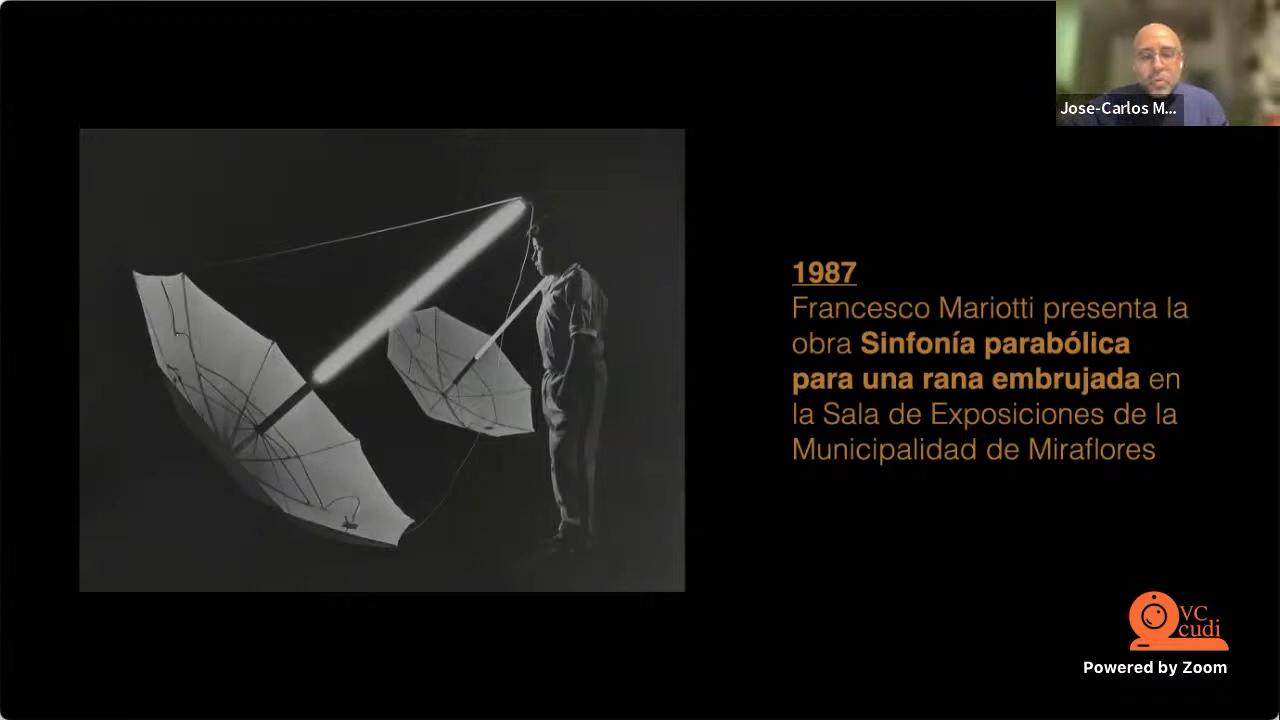 Jose-Carlos M...
1987
Francesco Mariotti presenta la
obra Sinfonía parabólica
para una rana embrujada en
la Sala de Exposiciones de la
Municipalidad de Miraflores
VC
cudi
Powered by Zoom